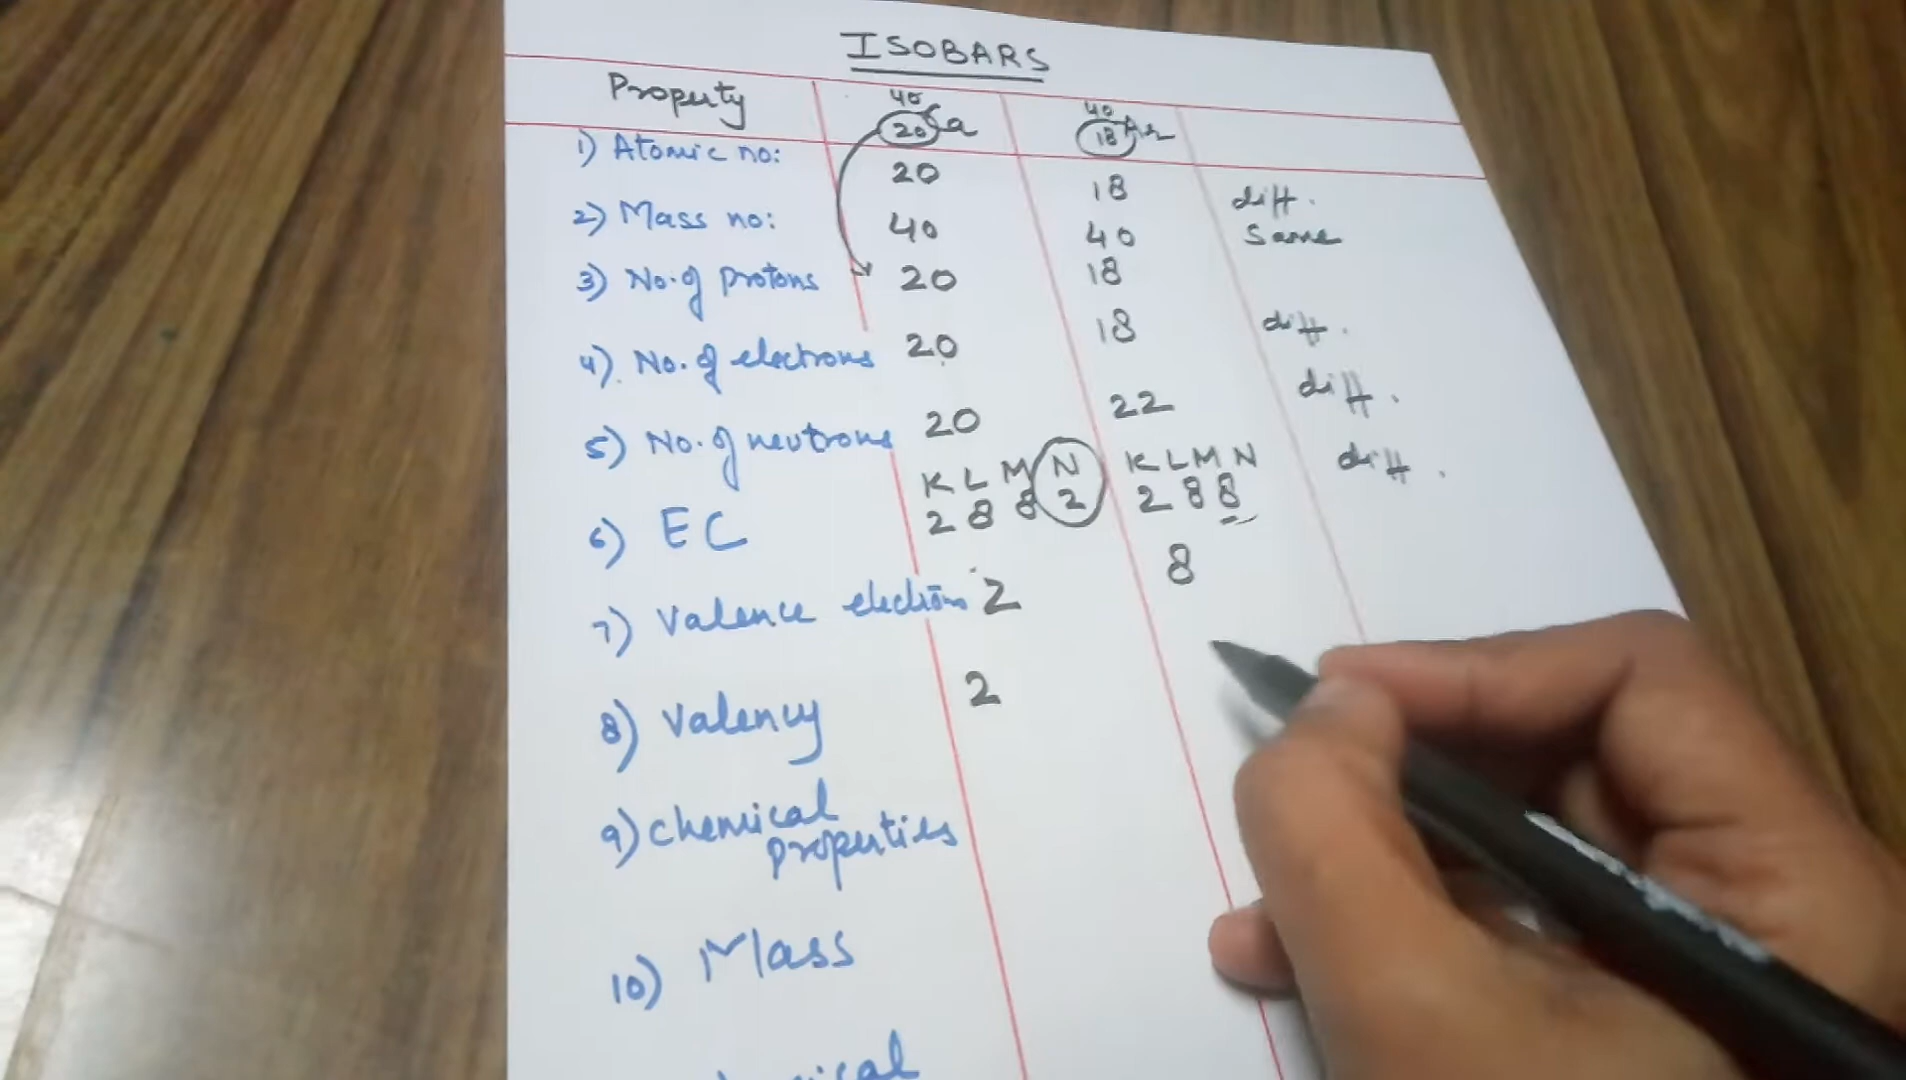 ISOBARS
Property 40 20 Ca 40 18 Ar
1) Atomic no: 20 18 diff.
2) Mass no: 40 40 Same
3) No. of protons 20 18
4) No. of electrons 20 18 diff.
5) No. of neutrons 20 22 diff.
K L M N K L M N diff.
6) EC 2 8 8 2 2 8 8
7) Valence electrons 2 8
8) Valency 2
9) Chemical
properties
10) Mass